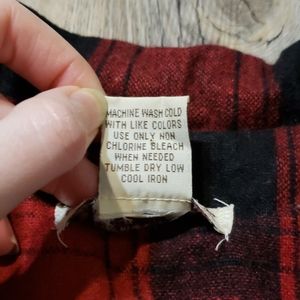 MACHINE WASH COLD
WITH LIKE COLORS
USE ONLY NON
CHLORINE BLEACH
WHEN NEEDED
TUMBLE DRY LOW
COOL IRON